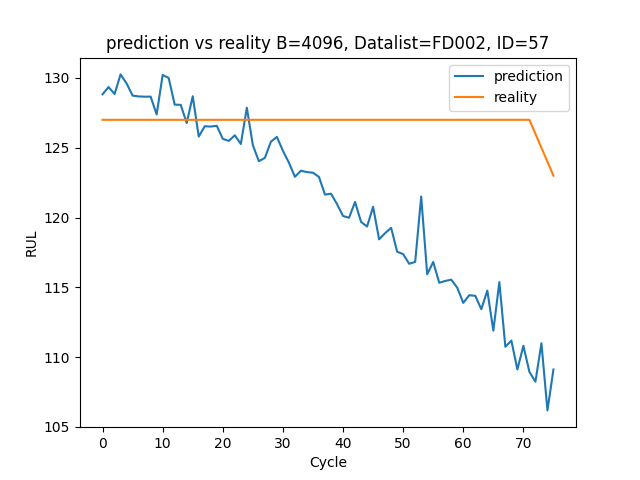 prediction vs reality B=4096, Datalist=FD002, ID=57
prediction
reality
130
125
120
115
110
105
RUL
0 10 20 30 40 50 60 70
Cycle